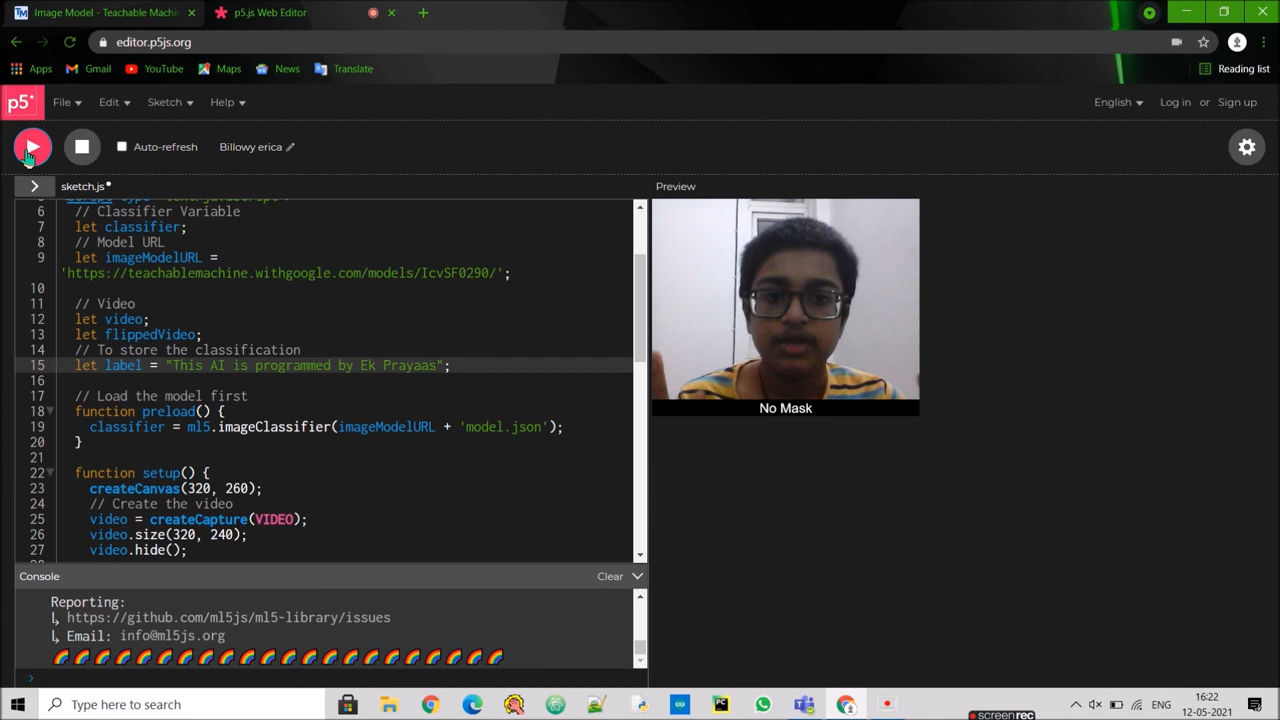 Image Model - Teachable Machi
p5.js Web Editor
editor.p5js.org
Apps Gmail YouTube Maps News Translate Reading list
p5* File Edit Sketch Help English Log in or Sign up
Auto-refresh Billowy erica
sketch.js Preview
6 // Classifier Variable
7 let classifier;
8 // Model URL
9 let imageModelURL =
'https://teachablemachine.withgoogle.com/models/IcvSF0290/';
10
11 // Video
12 let video;
13 let flippedVideo;
14 // To store the classification
15 let label = "This AI is programmed by Ek Prayaas";
16
17 // Load the model first
18 function preload() {
19 classifier = ml5.imageClassifier(imageModelURL + 'model.json');
20 }
21
22 function setup() {
23 createCanvas(320, 260);
24 // Create the video
25 video = createCapture(VIDEO);
26 video.size(320, 240);
27 video.hide();
No Mask
Console Clear
Reporting:
↳ https://github.com/ml5js/ml5-library/issues
↳ Email: info@ml5js.org
Type here to search
ENG
16:22
12-05-2021
screenrec